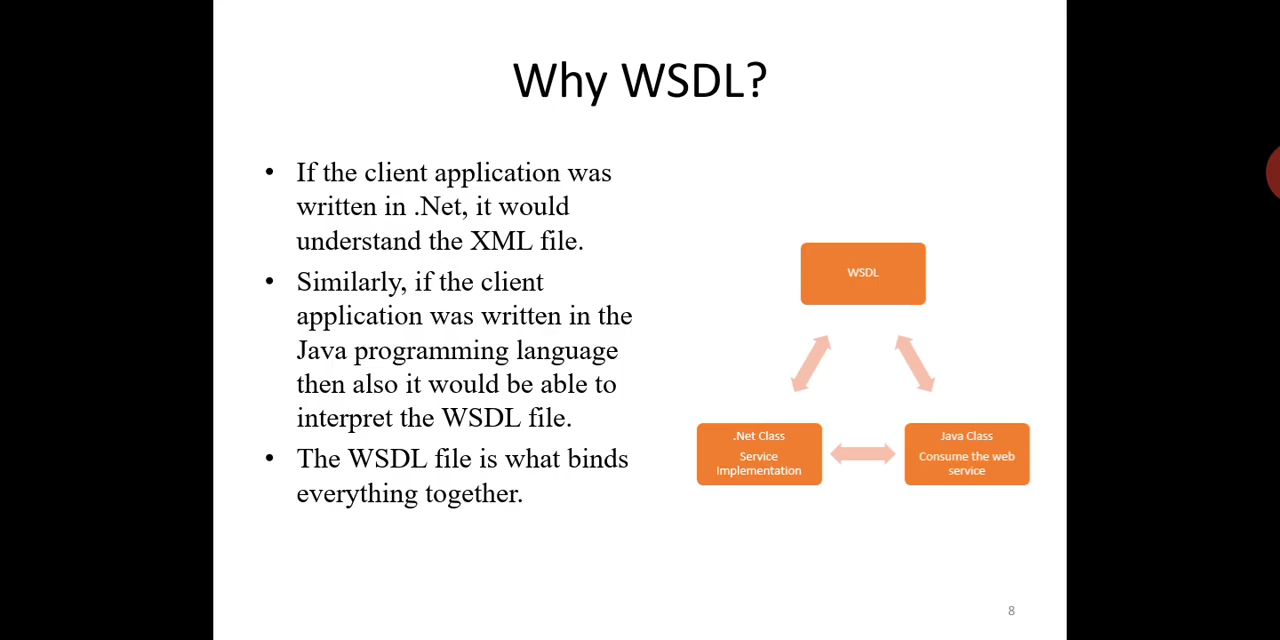 Why WSDL?
• If the client application was
written in .Net, it would
understand the XML file.
• Similarly, if the client
application was written in the
Java programming language
then also it would be able to
interpret the WSDL file.
• The WSDL file is what binds
everything together.
WSDL
.Net Class
Service
Implementation
Java Class
Consume the web
service
8